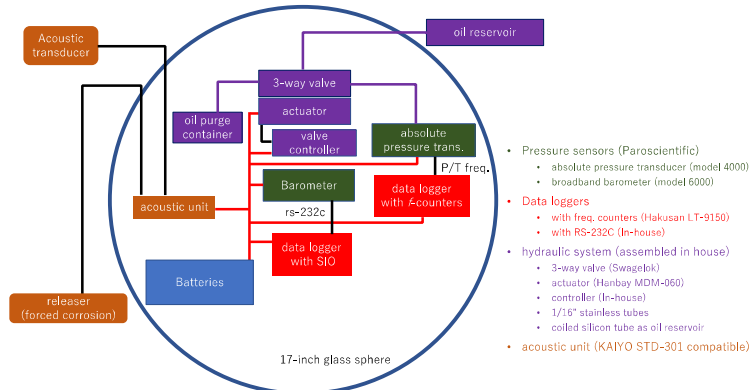 Acoustic
transducer
oil reservoir
3-way valve
actuator
oil purge
container
valve
controller
absolute
pressure trans.
P/T freq.
Barometer
data logger
with f-counters
acoustic unit
rs-232c
data logger
with SIO
Batteries
releaser
(forced corrosion)
17-inch glass sphere
• Pressure sensors (Paroscientific)
• absolute pressure transducer (model 4000)
• broadband barometer (model 6000)
• Data loggers
• with freq. counters (Hakusan LT-9150)
• with RS-232C (In-house)
• hydraulic system (assembled in house)
• 3-way valve (Swagelok)
• actuator (Hanbay MDM-060)
• controller (In-house)
• 1/16" stainless tubes
• coiled silicon tube as oil reservoir
• acoustic unit (KAIYO STD-301 compatible)